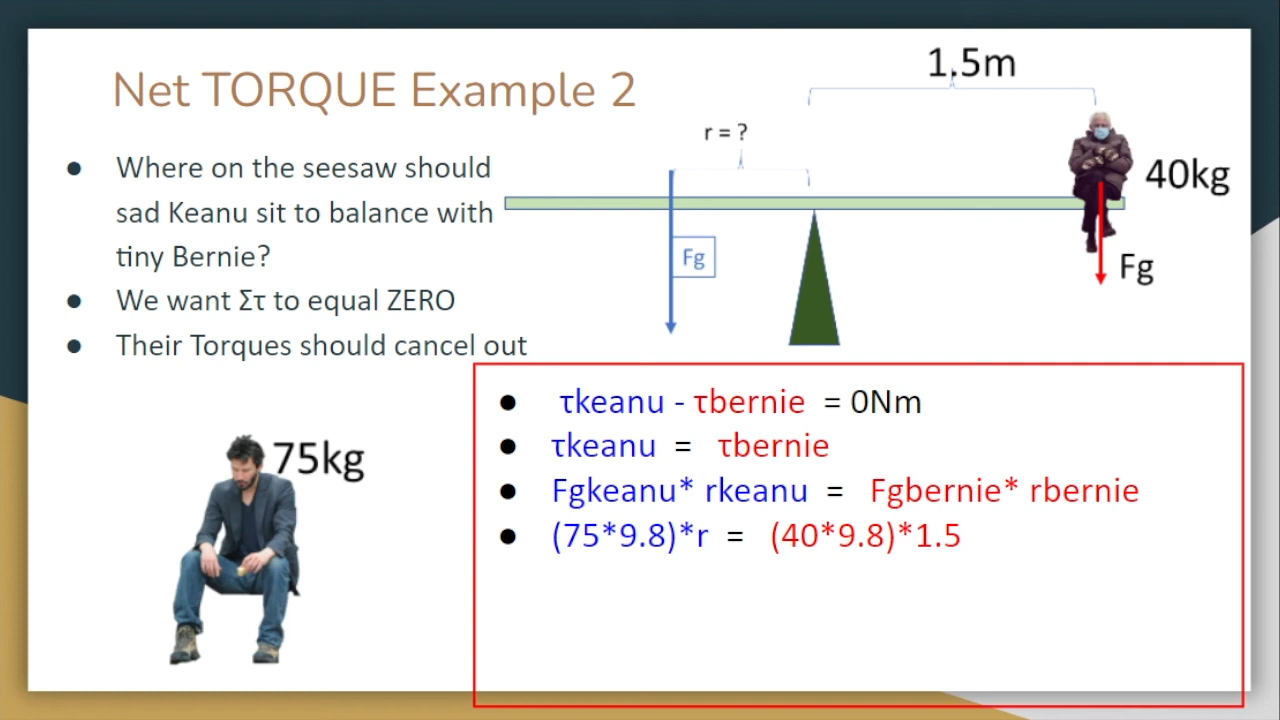 Net TORQUE Example 2
● Where on the seesaw should
sad Keanu sit to balance with
tiny Bernie?
● We want Στ to equal ZERO
● Their Torques should cancel out
1.5m
r = ?
40kg
Fg
Fg
75kg
● τkeanu - τbernie = 0Nm
● τkeanu = τbernie
● Fgkeanu* rkeanu = Fgbernie* rbernie
● (75*9.8)*r = (40*9.8)*1.5